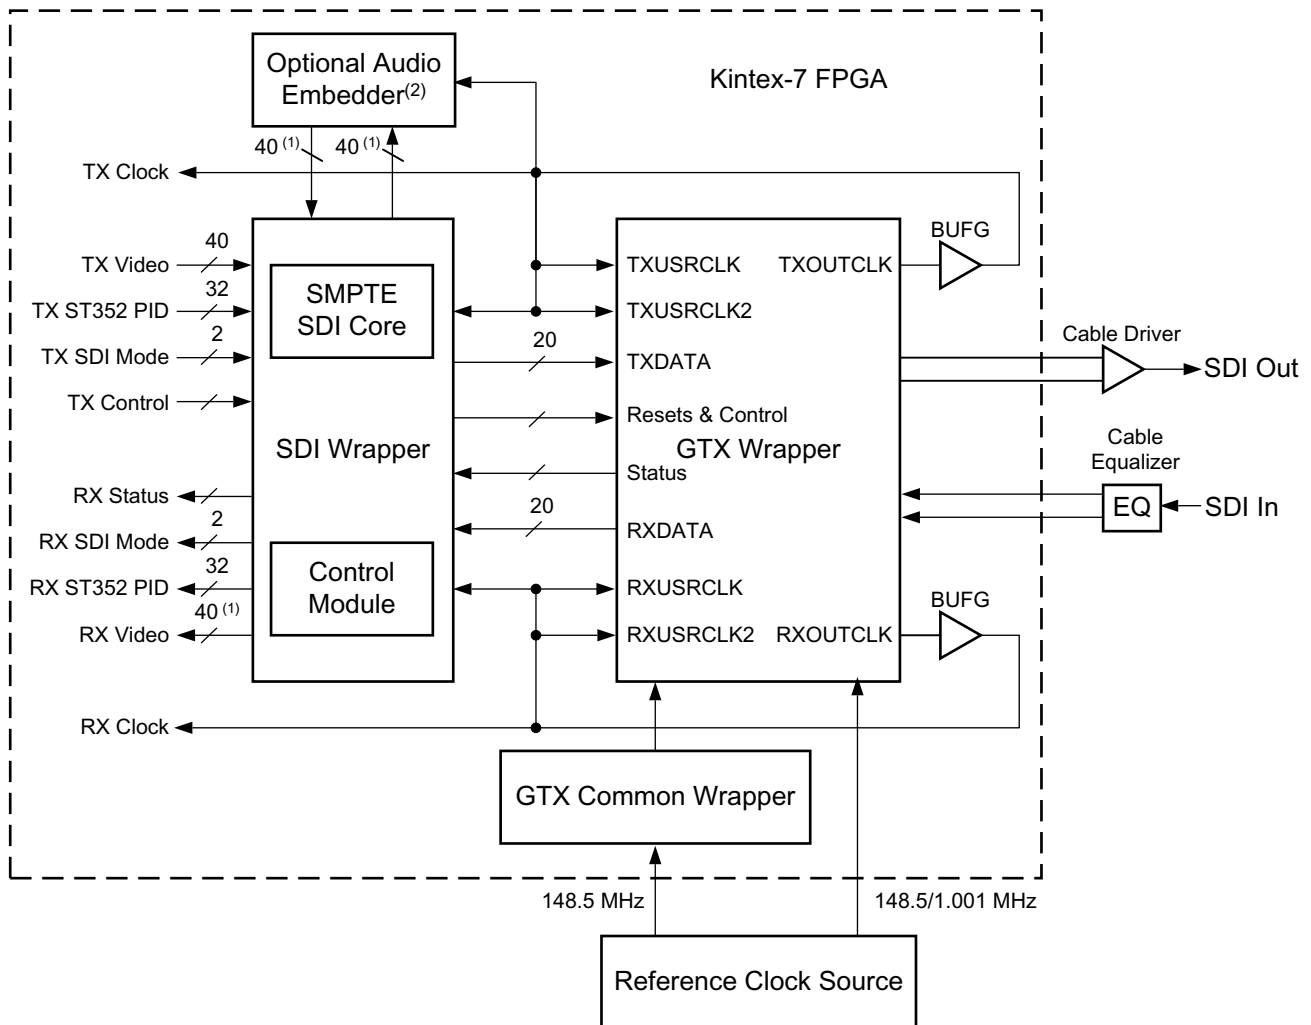 Optional Audio
Embedder(2)
Kintex-7 FPGA
40 (1)
40 (1)
TX Clock
TX Video
40
TX ST352 PID
32
TX SDI Mode
2
TX Control
SMPTE
SDI Core
SDI Wrapper
Control
Module
RX Status
RX SDI Mode
2
RX ST352 PID
32
RX Video
40 (1)
RX Clock
20
20
TXUSRCLK
TXOUTCLK
TXUSRCLK2
TXDATA
Resets & Control
GTX Wrapper
Status
RXDATA
RXUSRCLK
RXUSRCLK2
RXOUTCLK
BUFG
Cable Driver
SDI Out
Cable
Equalizer
EQ
SDI In
BUFG
GTX Common Wrapper
148.5 MHz
148.5/1.001 MHz
Reference Clock Source